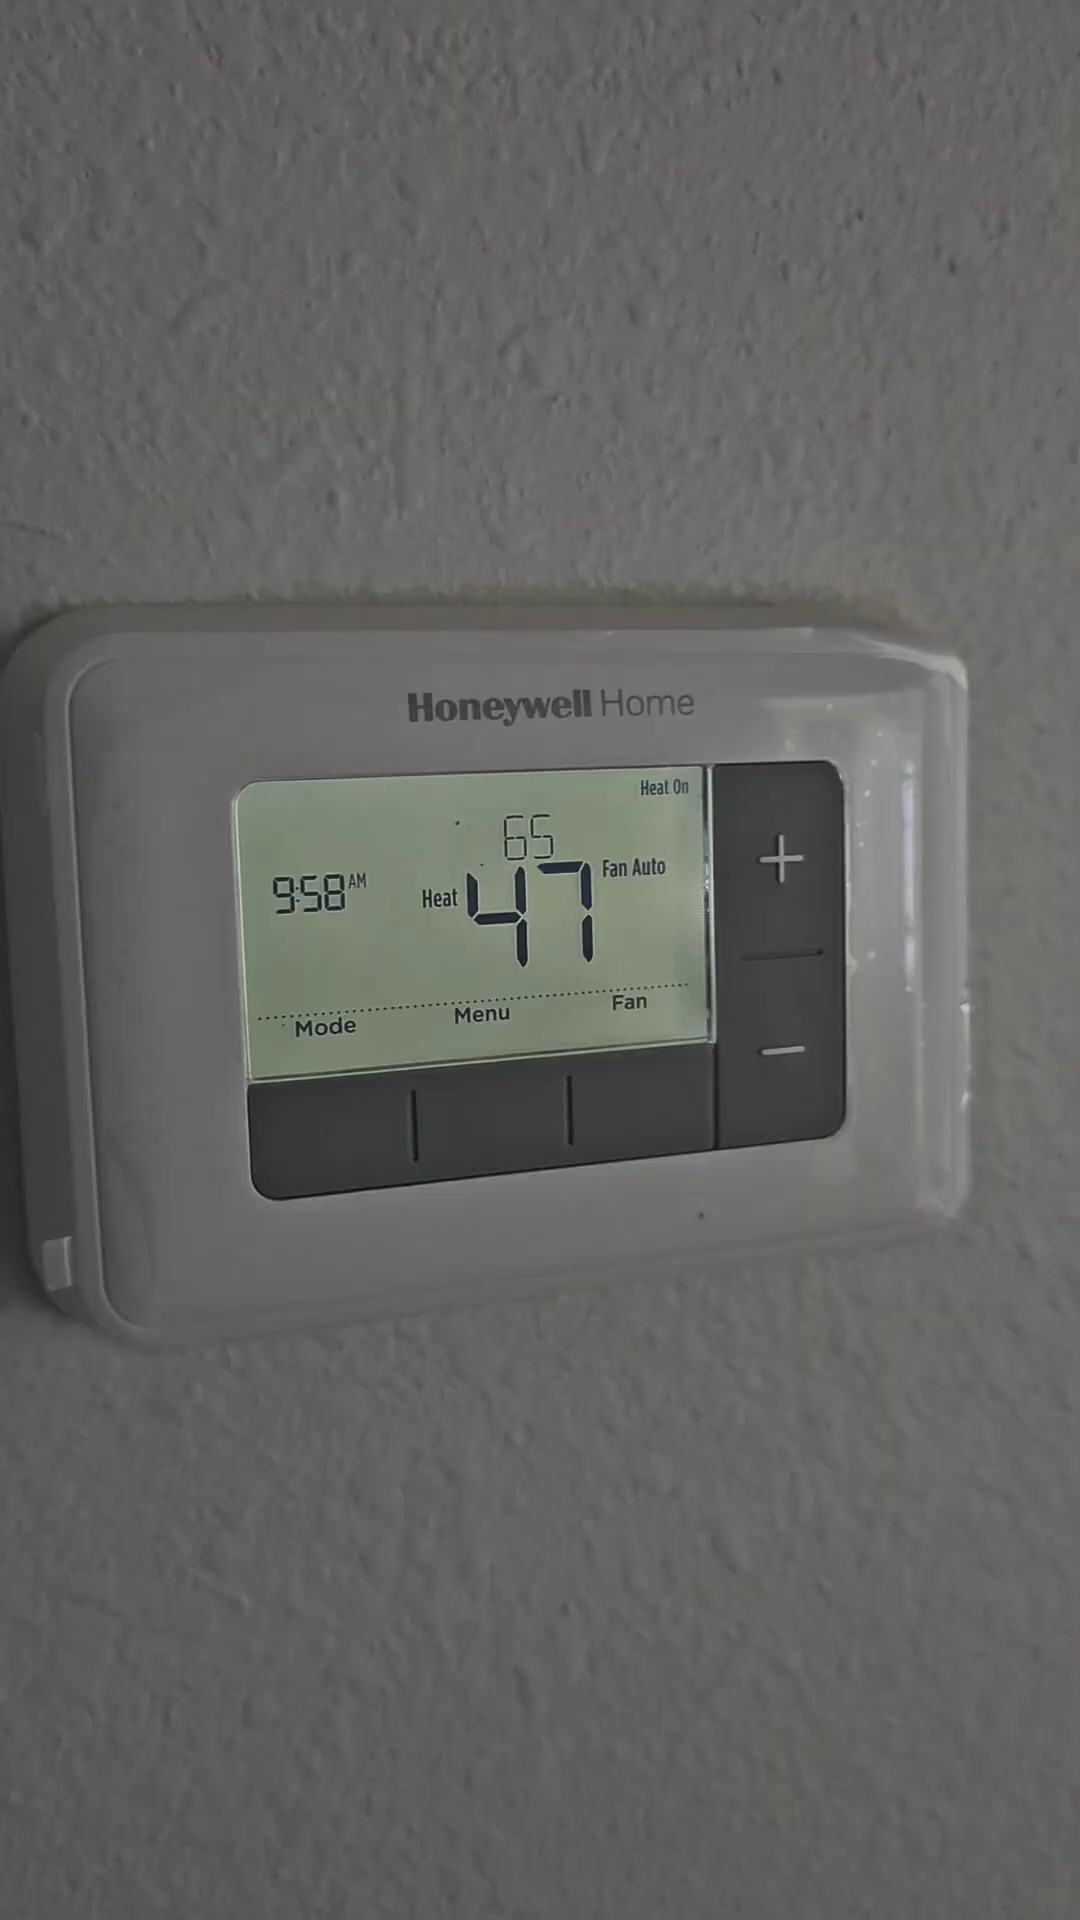 Honeywell Home
Heat On
65
9:58 AM
Heat 47 Fan Auto
Mode Menu Fan
+
−